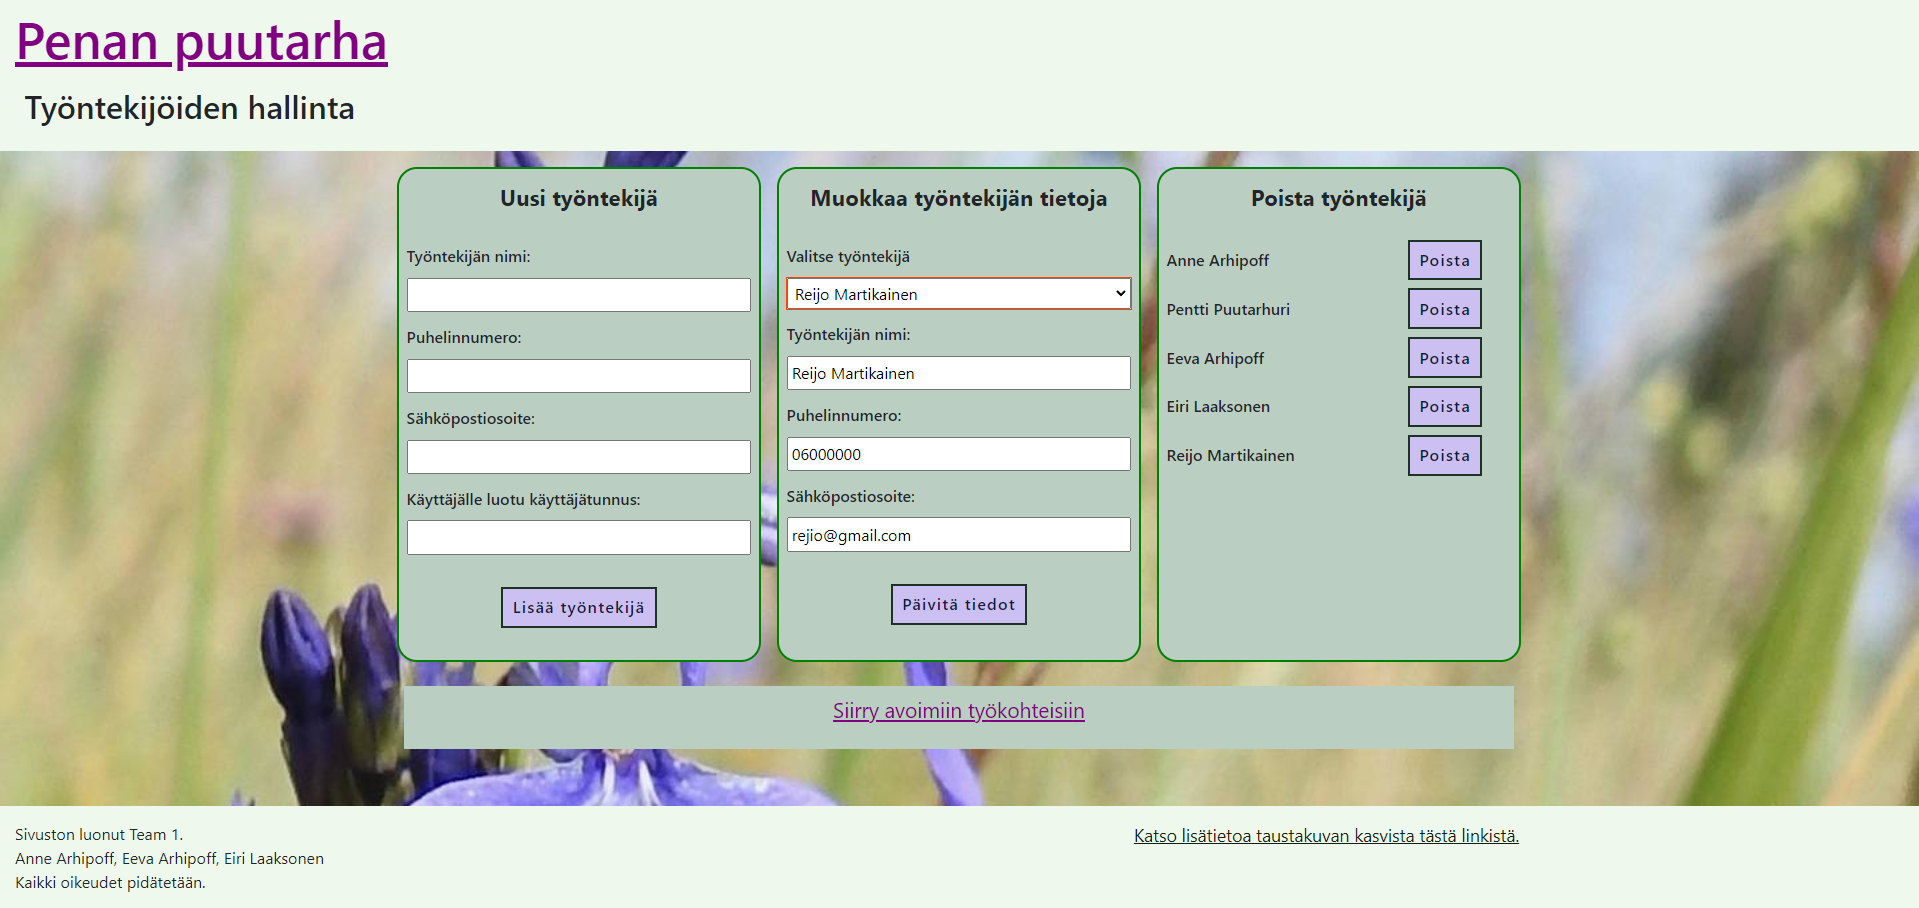 Penan puutarha
Työntekijöiden hallinta
Uusi työntekijä
Työntekijän nimi:
Puhelinnumero:
Sähköpostiosoite:
Käyttäjälle luotu käyttäjätunnus:
Lisää työntekijä
Muokkaa työntekijän tietoja
Valitse työntekijä
Reijo Martikainen
Työntekijän nimi:
Reijo Martikainen
Puhelinnumero:
06000000
Sähköpostiosoite:
rejio@gmail.com
Päivitä tiedot
Poista työntekijä
Anne Arhipoff Poista
Pentti Puutarhuri Poista
Eeva Arhipoff Poista
Eiri Laaksonen Poista
Reijo Martikainen Poista
Siirry avoimiin työkohteisiin
Sivuston luonut Team 1.
Anne Arhipoff, Eeva Arhipoff, Eiri Laaksonen
Kaikki oikeudet pidätetään.
Katso lisätietoa taustakuvan kasvista tästä linkistä.